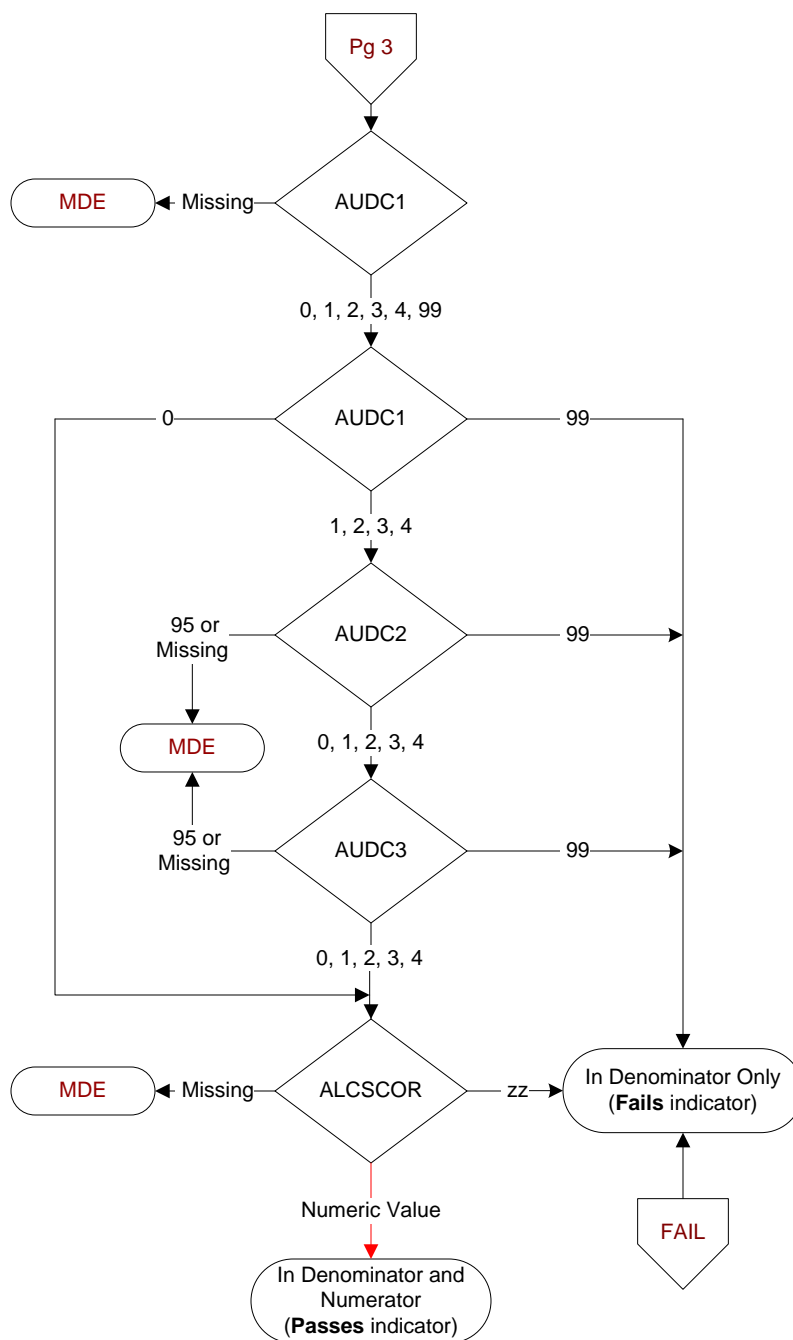 Pg 3
AUDC1
MDE
Missing
0, 1, 2, 3, 4, 99
0
AUDC1
99
1, 2, 3, 4
95 or
Missing
AUDC2
99
MDE
0, 1, 2, 3, 4
95 or
Missing
AUDC3
99
0, 1, 2, 3, 4
MDE
Missing
ALCSCOR
zz
In Denominator Only
(Fails indicator)
Numeric Value
FAIL
In Denominator and
Numerator
(Passes indicator)